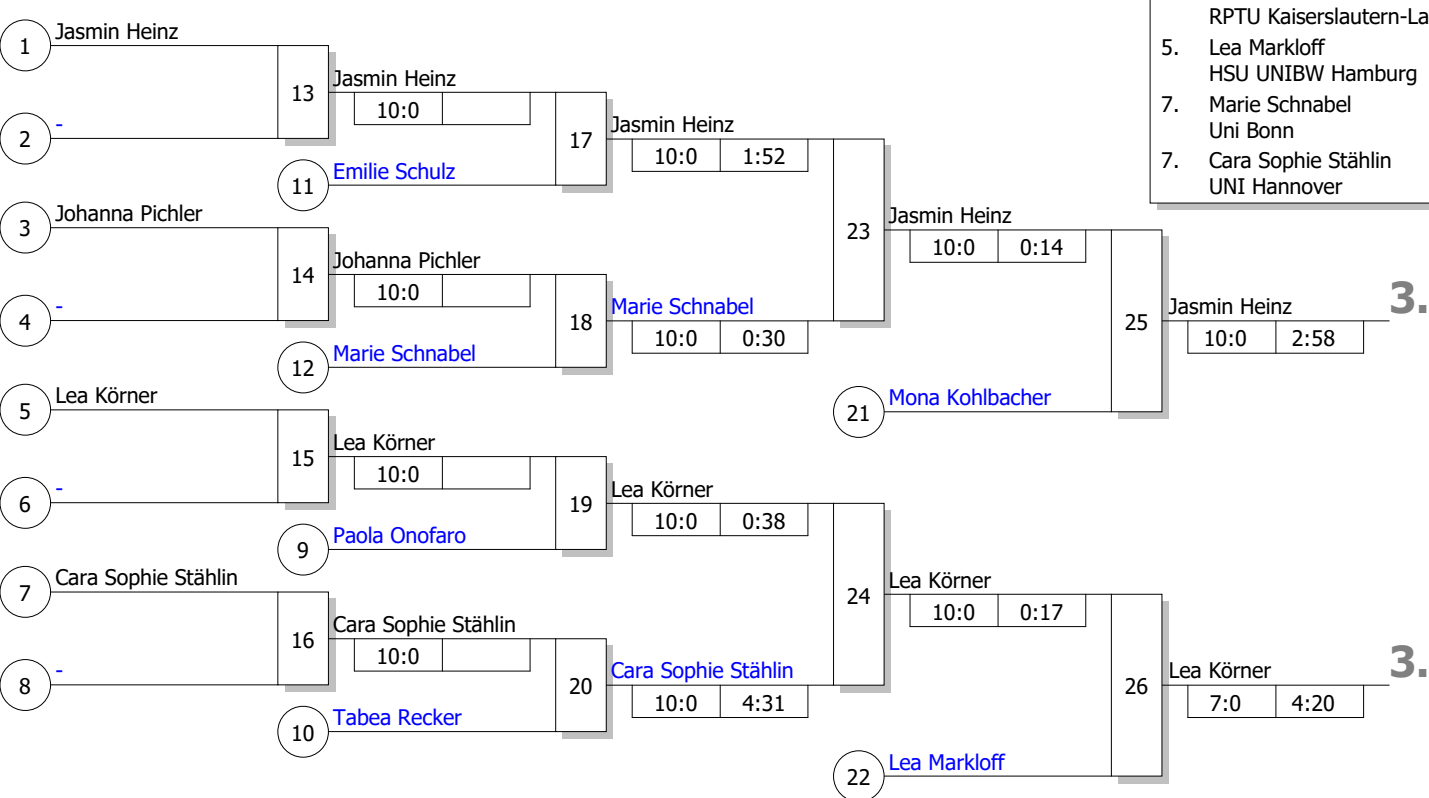 1 Jasmin Heinz
2 -
13 Jasmin Heinz
10:0
11 Emilie Schulz
17 Jasmin Heinz
10:0 1:52
3 Johanna Pichler
4 -
14 Johanna Pichler
10:0
12 Marie Schnabel
18 Marie Schnabel
10:0 0:30
23 Jasmin Heinz
10:0 0:14
21 Mona Kohlbacher
25 Jasmin Heinz
10:0 2:58
3.
5 Lea Körner
6 -
15 Lea Körner
10:0
9 Paola Onofaro
19 Lea Körner
10:0 0:38
7 Cara Sophie Stählin
8 -
16 Cara Sophie Stählin
10:0
10 Tabea Recker
20 Cara Sophie Stählin
10:0 4:31
24 Lea Körner
10:0 0:17
22 Lea Markloff
26 Lea Körner
7:0 4:20
3.
RPTU Kaiserslautern-La
5. Lea Markloff
HSU UNIBW Hamburg
7. Marie Schnabel
Uni Bonn
7. Cara Sophie Stählin
UNI Hannover